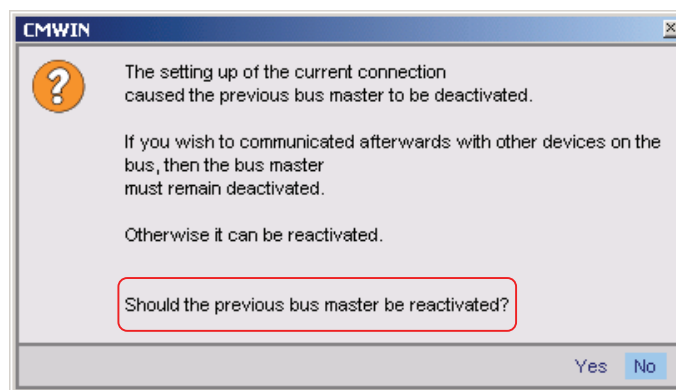 CMWIN
The setting up of the current connection
caused the previous bus master to be deactivated.
If you wish to communicated afterwards with other devices on the
bus, then the bus master
must remain deactivated.
Otherwise it can be reactivated.
Should the previous bus master be reactivated?
Yes No